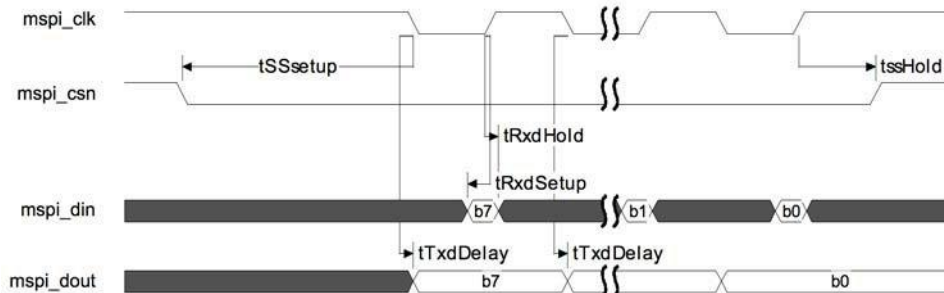 mspi_clk
tSSsetup
tssHold
mspi_csn
tRxdHold
tRxdSetup
mspi_din
b7
b1
b0
tTxdDelay
tTxdDelay
mspi_dout
b7
b0